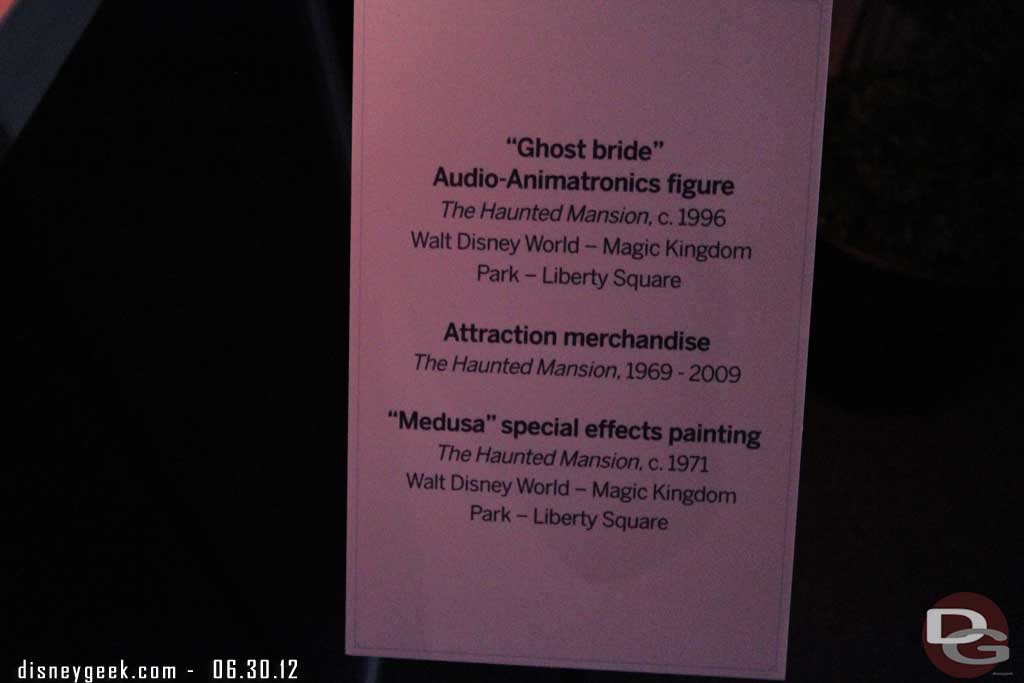 “Ghost bride”
Audio-Animatronics figure
The Haunted Mansion, c. 1996
Walt Disney World – Magic Kingdom
Park – Liberty Square
Attraction merchandise
The Haunted Mansion, 1969 - 2009
“Medusa” special effects painting
The Haunted Mansion, c. 1971
Walt Disney World – Magic Kingdom
Park – Liberty Square
disneygeek.com - 06.30.12
DG